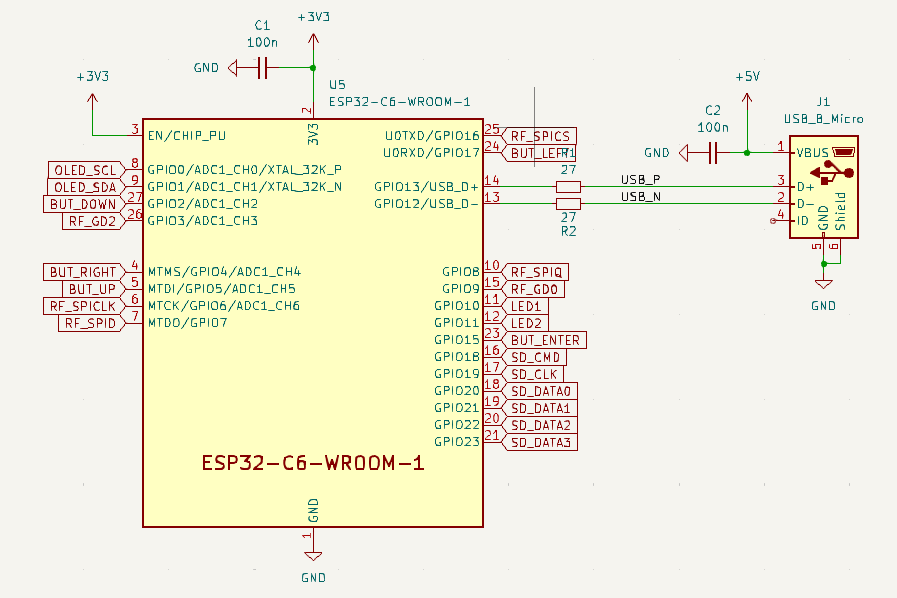 +3V3
C1
100n
GND
+3V3
U5
ESP32-C6-WROOM-1
2
3V3
3
EN/CHIP_PU
OLED_SCL
8
GPIO0/ADC1_CH0/XTAL_32K_P
OLED_SDA
9
GPIO1/ADC1_CH1/XTAL_32K_N
BUT_DOWN
27
GPIO2/ADC1_CH2
RF_GD2
26
GPIO3/ADC1_CH3
BUT_RIGHT
4
MTMS/GPIO4/ADC1_CH4
BUT_UP
5
MTDI/GPIO5/ADC1_CH5
RF_SPICLK
6
MTCK/GPIO6/ADC1_CH6
RF_SPID
7
MTDO/GPIO7
U0TXD/GPIO16
25
RF_SPICS
U0RXD/GPIO17
24
BUT_LEFT
R1
27
GPIO13/USB_D+
14
USB_P
GPIO12/USB_D-
13
USB_N
27
R2
GPIO8
10
RF_SPIQ
GPIO9
15
RF_GD0
GPIO10
11
LED1
GPIO11
12
LED2
GPIO15
23
BUT_ENTER
GPIO18
16
SD_CMD
GPIO19
17
SD_CLK
GPIO20
18
SD_DATA0
GPIO21
19
SD_DATA1
GPIO22
20
SD_DATA2
GPIO23
21
SD_DATA3
ESP32-C6-WROOM-1
GND
1
GND
+5V
C2
100n
GND
J1
USB_B_Micro
1
VBUS
3
D+
2
D-
4
ID
GND
Shield
5
6
GND